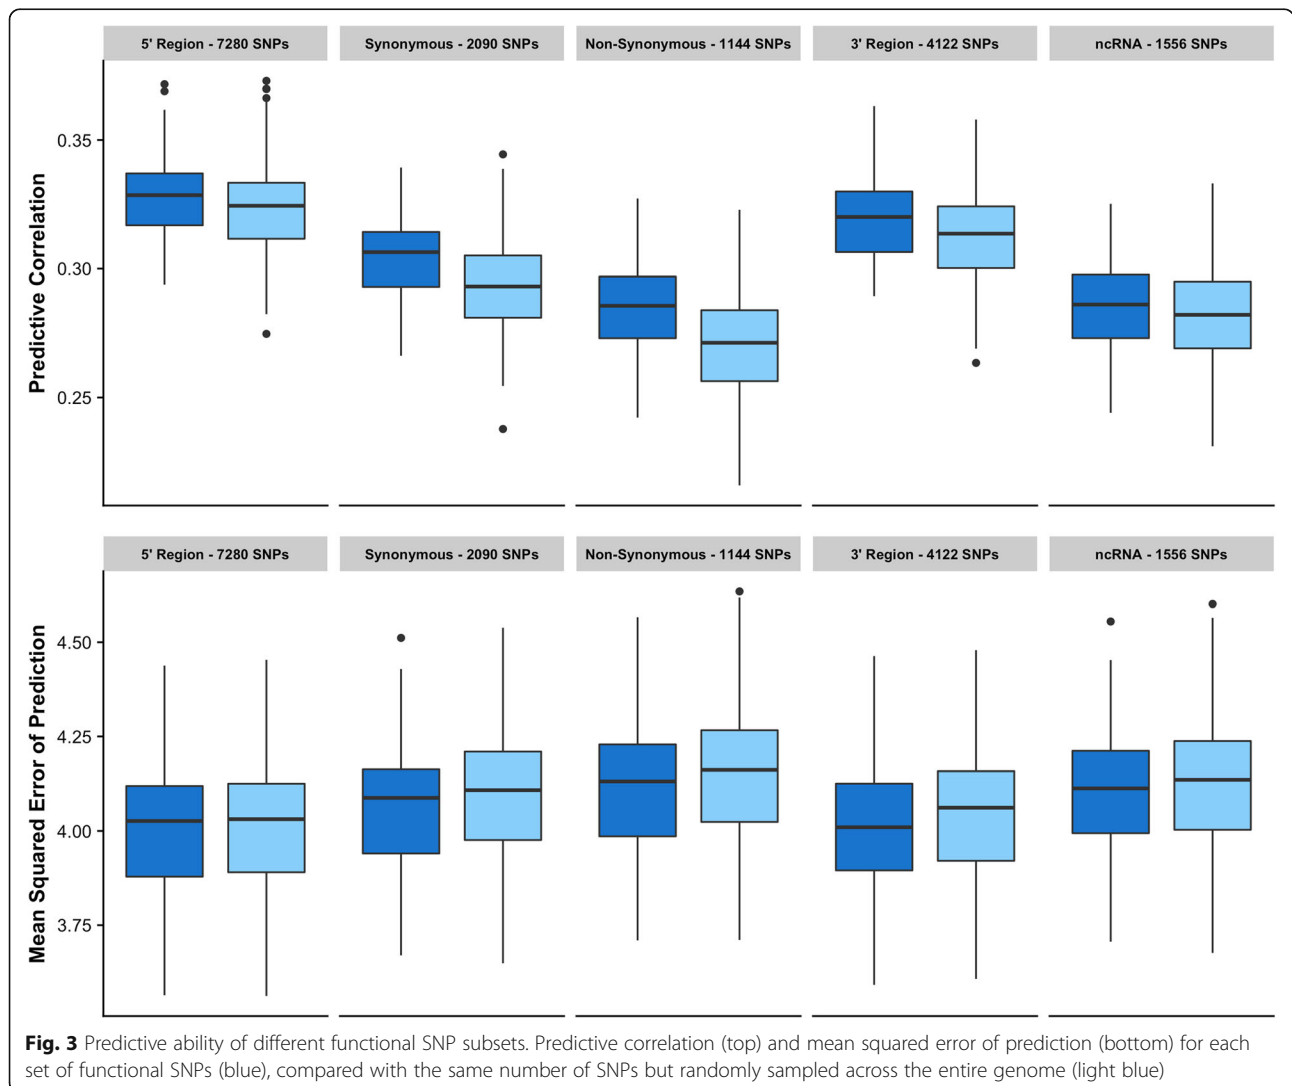 5' Region - 7280 SNPs
Synonymous - 2090 SNPs
Non-Synonymous - 1144 SNPs
3' Region - 4122 SNPs
ncRNA - 1556 SNPs
Predictive Correlation
0.35
0.30
0.25
5' Region - 7280 SNPs
Synonymous - 2090 SNPs
Non-Synonymous - 1144 SNPs
3' Region - 4122 SNPs
ncRNA - 1556 SNPs
Mean Squared Error of Prediction
4.50
4.25
4.00
3.75
Fig. 3 Predictive ability of different functional SNP subsets. Predictive correlation (top) and mean squared error of prediction (bottom) for each
set of functional SNPs (blue), compared with the same number of SNPs but randomly sampled across the entire genome (light blue)